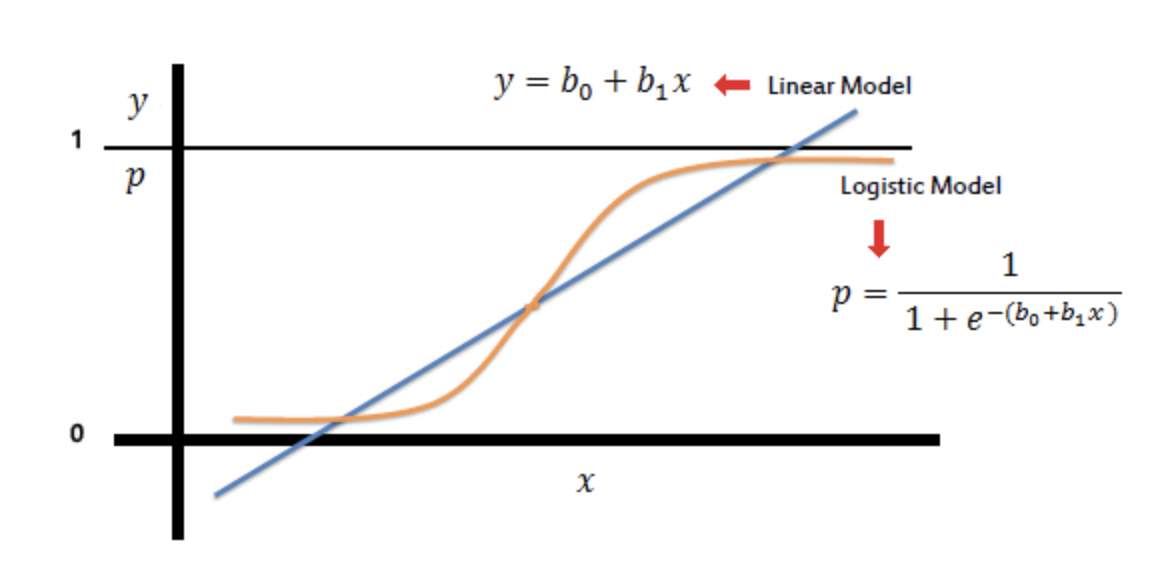 y = b₀ + b₁x
Linear Model
y
1
p
Logistic Model
p = 1 / (1 + e^−(b₀+b₁x))
0
x